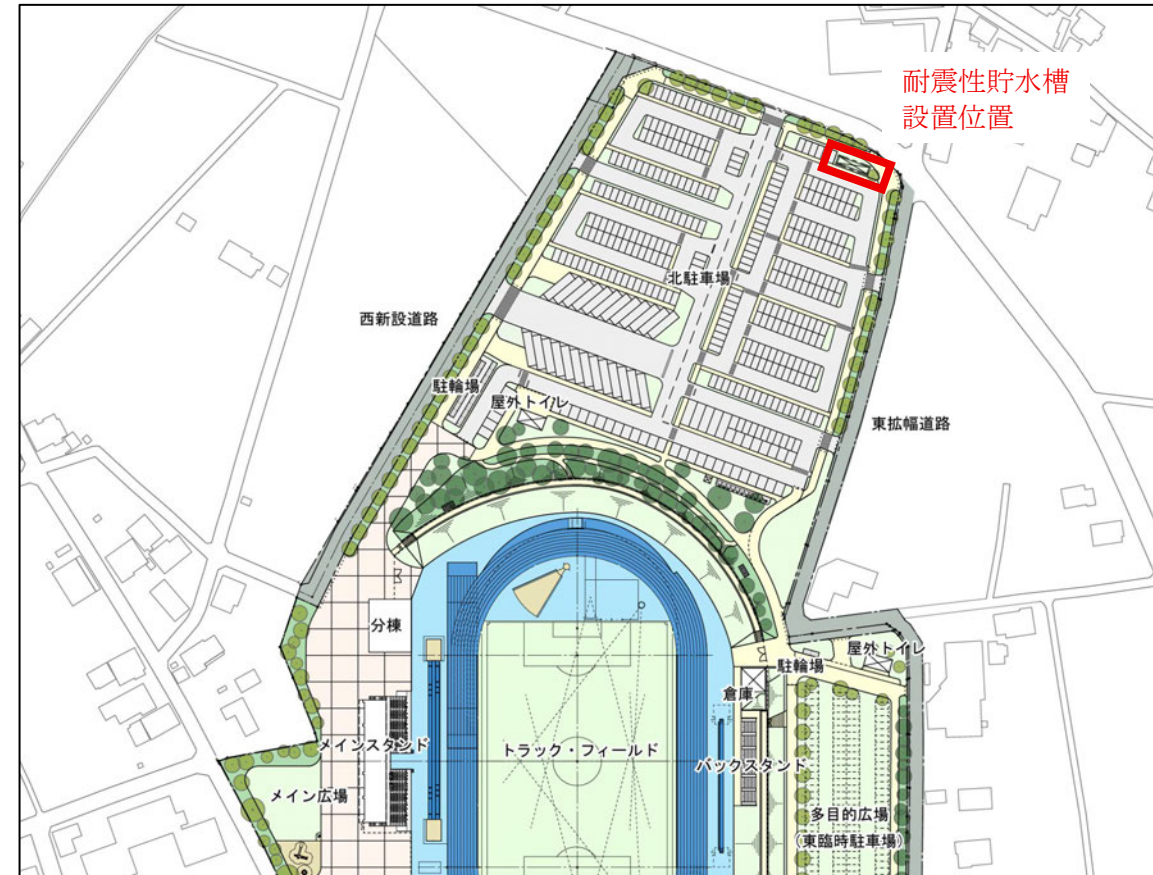 耐震性貯水槽
設置位置
北駐車場
西新設道路
駐輪場
屋外トイレ
東拡幅道路
分棟
屋外トイレ
駐輪場
倉庫
メインスタンド
トラック・フィールド
バックスタンド
メイン広場
多目的広場
(東臨時駐車場)